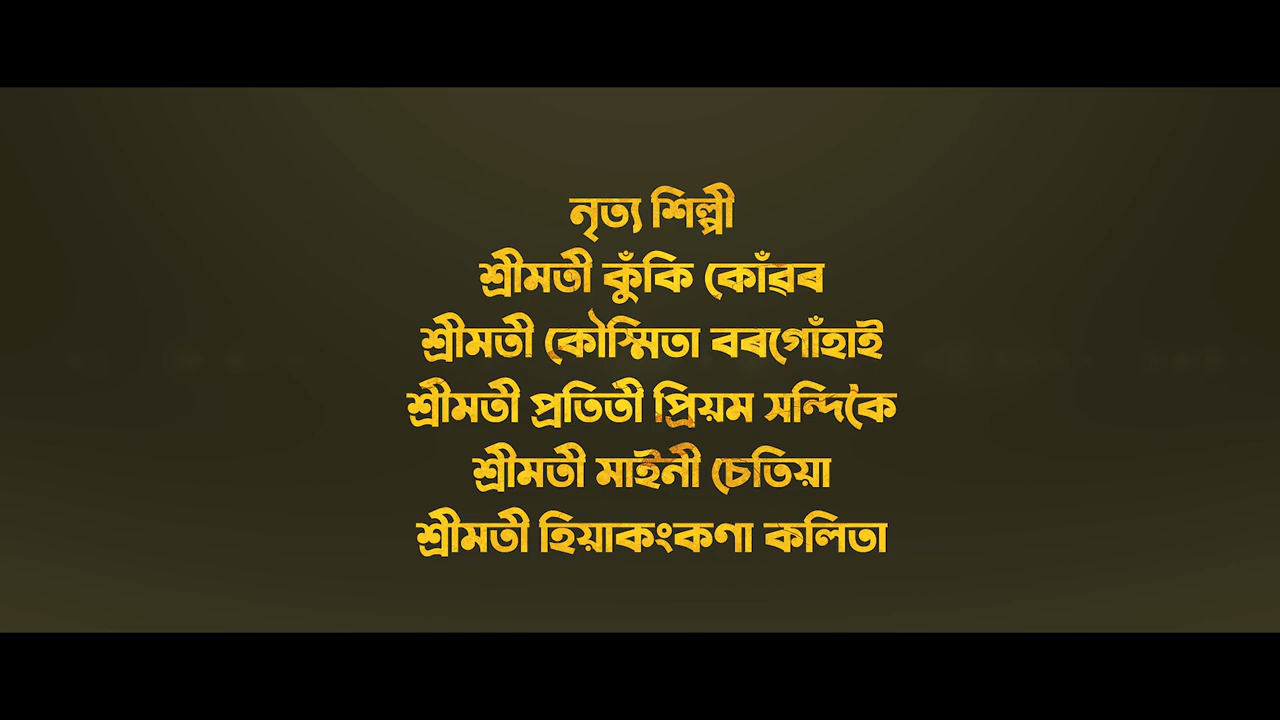 নৃত্য শিল্পী
শ্ৰীমতী কুঁকি কোঁৱৰ
শ্ৰীমতী কৌস্মিতা বৰগোঁহাই
শ্ৰীমতী প্ৰতিতী প্ৰিয়ম সন্দিকৈ
শ্ৰীমতী মাইনী চেতিয়া
শ্ৰীমতী হিয়াকংকণা কলিতা